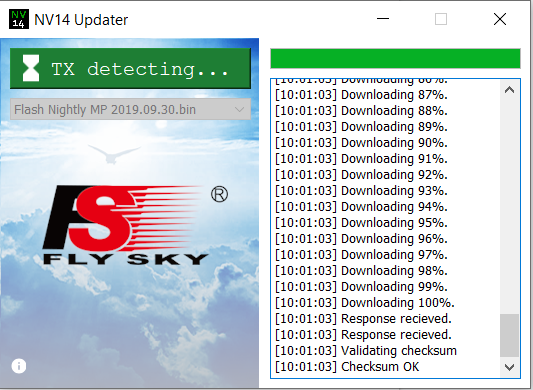 NV
14
NV14 Updater
TX detecting...
Flash Nightly MP 2019.09.30.bin
FS
®
FLY SKY
[10:01:03] Downloading 86%.
[10:01:03] Downloading 87%.
[10:01:03] Downloading 88%.
[10:01:03] Downloading 89%.
[10:01:03] Downloading 90%.
[10:01:03] Downloading 91%.
[10:01:03] Downloading 92%.
[10:01:03] Downloading 93%.
[10:01:03] Downloading 94%.
[10:01:03] Downloading 95%.
[10:01:03] Downloading 96%.
[10:01:03] Downloading 97%.
[10:01:03] Downloading 98%.
[10:01:03] Downloading 99%.
[10:01:03] Downloading 100%.
[10:01:03] Response recieved.
[10:01:03] Response recieved.
[10:01:03] Validating checksum
[10:01:03] Checksum OK